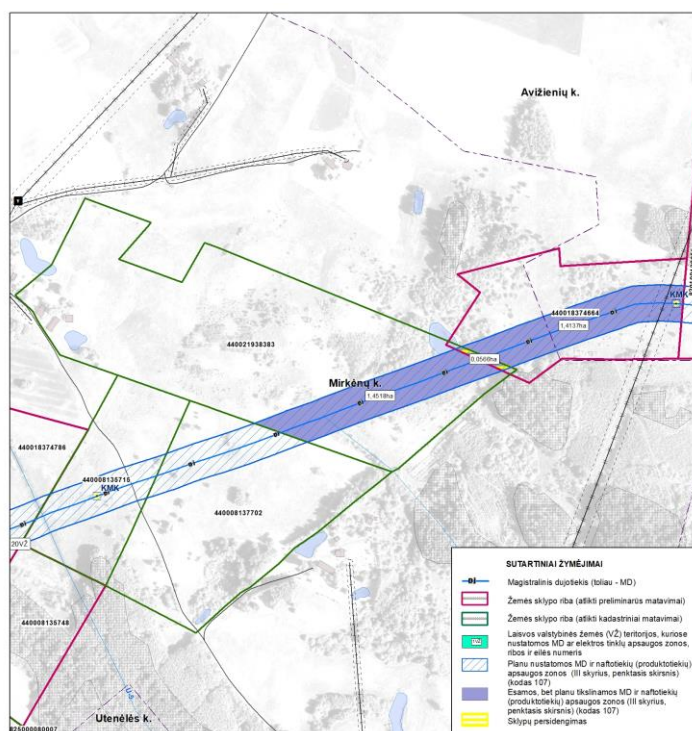 Avižienių k.
440018374664
KMK
1,4137ha
440021938383
0,0566ha
Mirkėnų k.
1,4518ha
440018374786
440008135715
KMK
440008137702
20VŽ
440008135748
Utenėlės k.
825000080007
SUTARTINIAI ŽYMĖJIMAI
Magistralinis dujotiekis (toliau - MD)
Žemės sklypo riba (atlikti preliminarūs matavimai)
Žemės sklypo riba (atlikti kadastriniai matavimai)
Laisvos valstybinės žemės (VŽ) teritorijos, kuriose
nustatomos MD ar elektros tinklų apsaugos zonos,
ribos ir eilės numeris
Planu nustatomos MD ir naftotiekių (produktotiekių)
apsaugos zonos (III skyrius, penktasis skirsnis)
(kodas 107)
Esamos, bet planu tikslinamos MD ir naftotiekių
(produktotiekių) apsaugos zonos (III skyrius,
penktasis skirsnis) (kodas 107)
Sklypų persidengimas